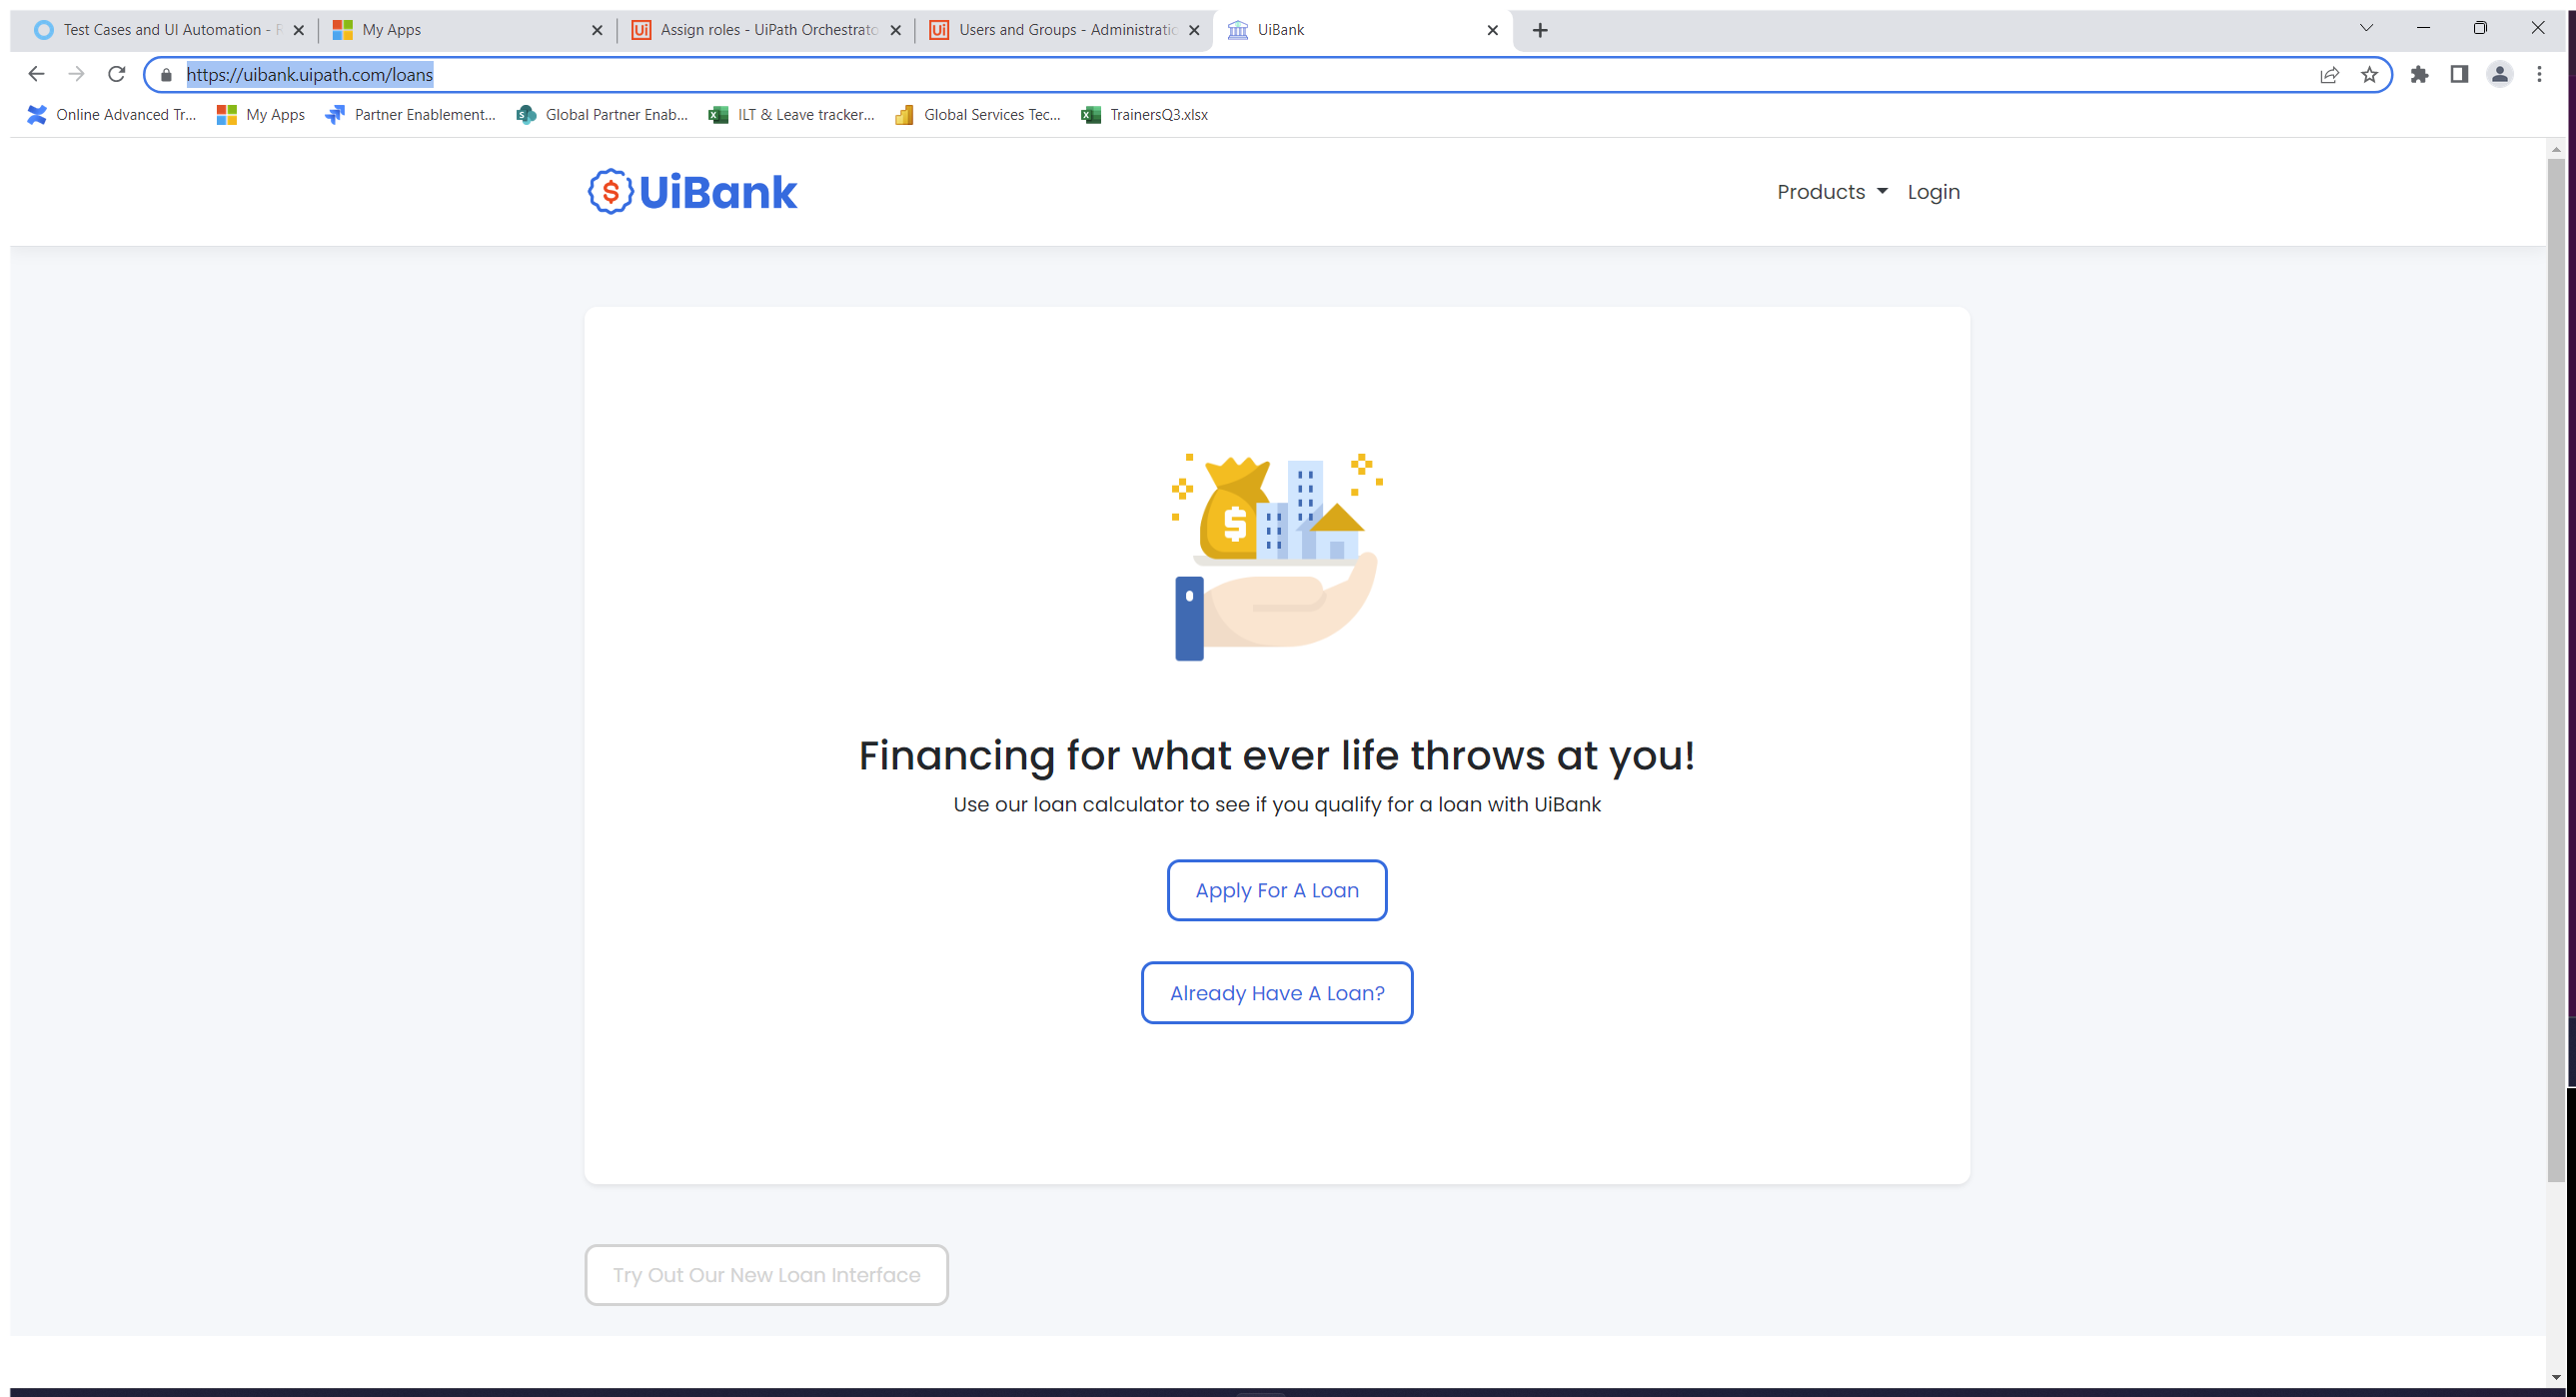 Test Cases and UI Automation -
My Apps
Assign roles - UiPath Orchestrato
Users and Groups - Administratic
UiBank
https://uibank.uipath.com/loans
Online Advanced Tr...
My Apps
Partner Enablement...
Global Partner Enab...
ILT & Leave tracker...
Global Services Tec...
TrainersQ3.xlsx
$ UiBank
Products
Login
$
Financing for what ever life throws at you!
Use our loan calculator to see if you qualify for a loan with UiBank
Apply For A Loan
Already Have A Loan?
Try Out Our New Loan Interface